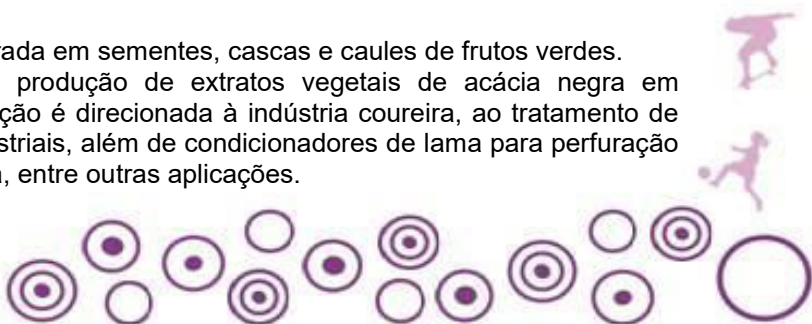 rada em sementes, cascas e caules de frutos verdes.
produção de extratos vegetais de acácia negra em
ção é direcionada à indústria coureira, ao tratamento de
striais, além de condicionadores de lama para perfuração
, entre outras aplicações.